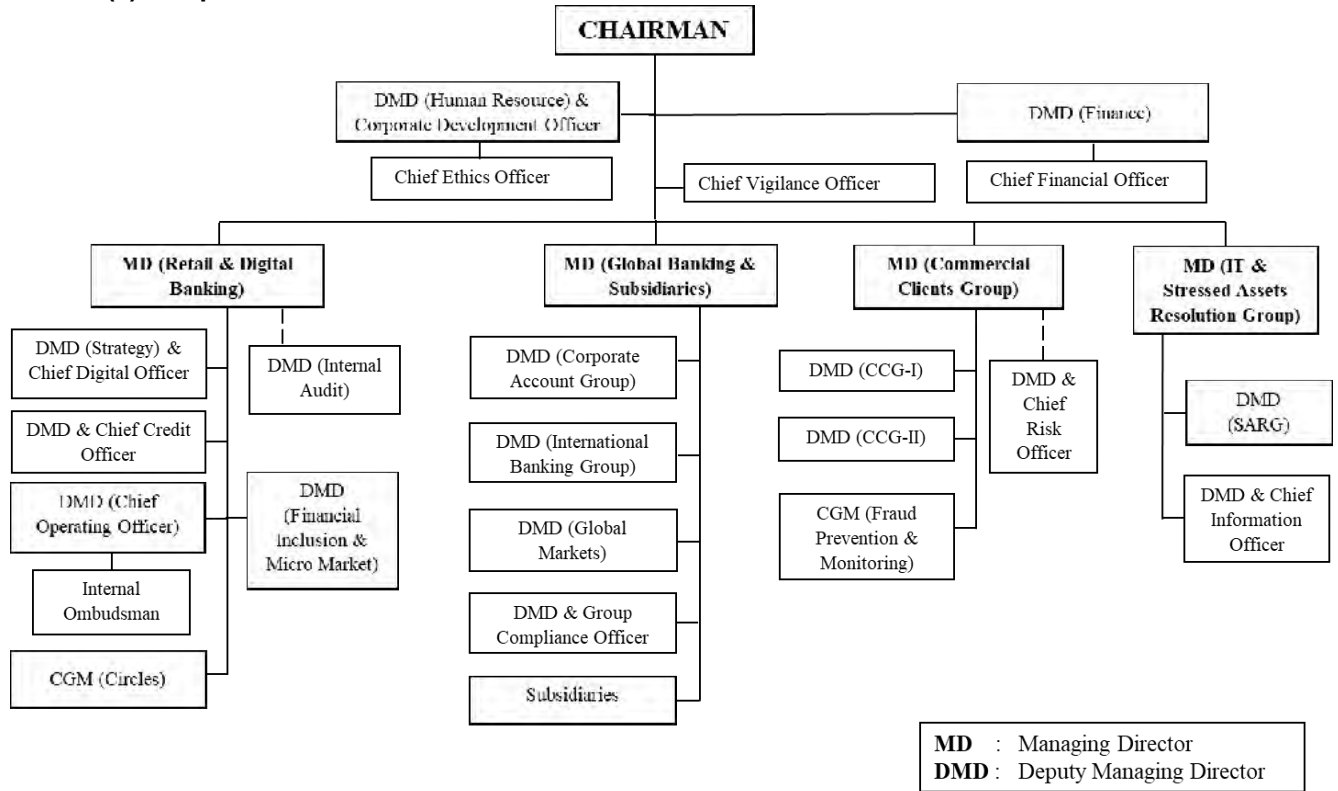 CHAIRMAN
DMD (Human Resource) &
Corporate Development Officer
DMD (Finance)
Chief Ethics Officer
Chief Vigilance Officer
Chief Financial Officer
MD (Retail & Digital
Banking)
MD (Global Banking &
Subsidiaries)
MD (Commercial
Clients Group)
MD (IT &
Stressed Assets
Resolution Group)
DMD (Strategy) &
Chief Digital Officer
DMD (Internal
Audit)
DMD & Chief Credit
Officer
DMD (Chief
Operating Officer)
DMD
(Financial
Inclusion &
Micro Market)
Internal
Ombudsman
CGM (Circles)
DMD (Corporate
Account Group)
DMD (International
Banking Group)
DMD (Global
Markets)
DMD & Group
Compliance Officer
Subsidiaries
DMD (CCG-I)
DMD (CCG-II)
CGM (Fraud
Prevention &
Monitoring)
DMD &
Chief
Risk
Officer
DMD
(SARG)
DMD & Chief
Information
Officer
MD : Managing Director
DMD : Deputy Managing Director